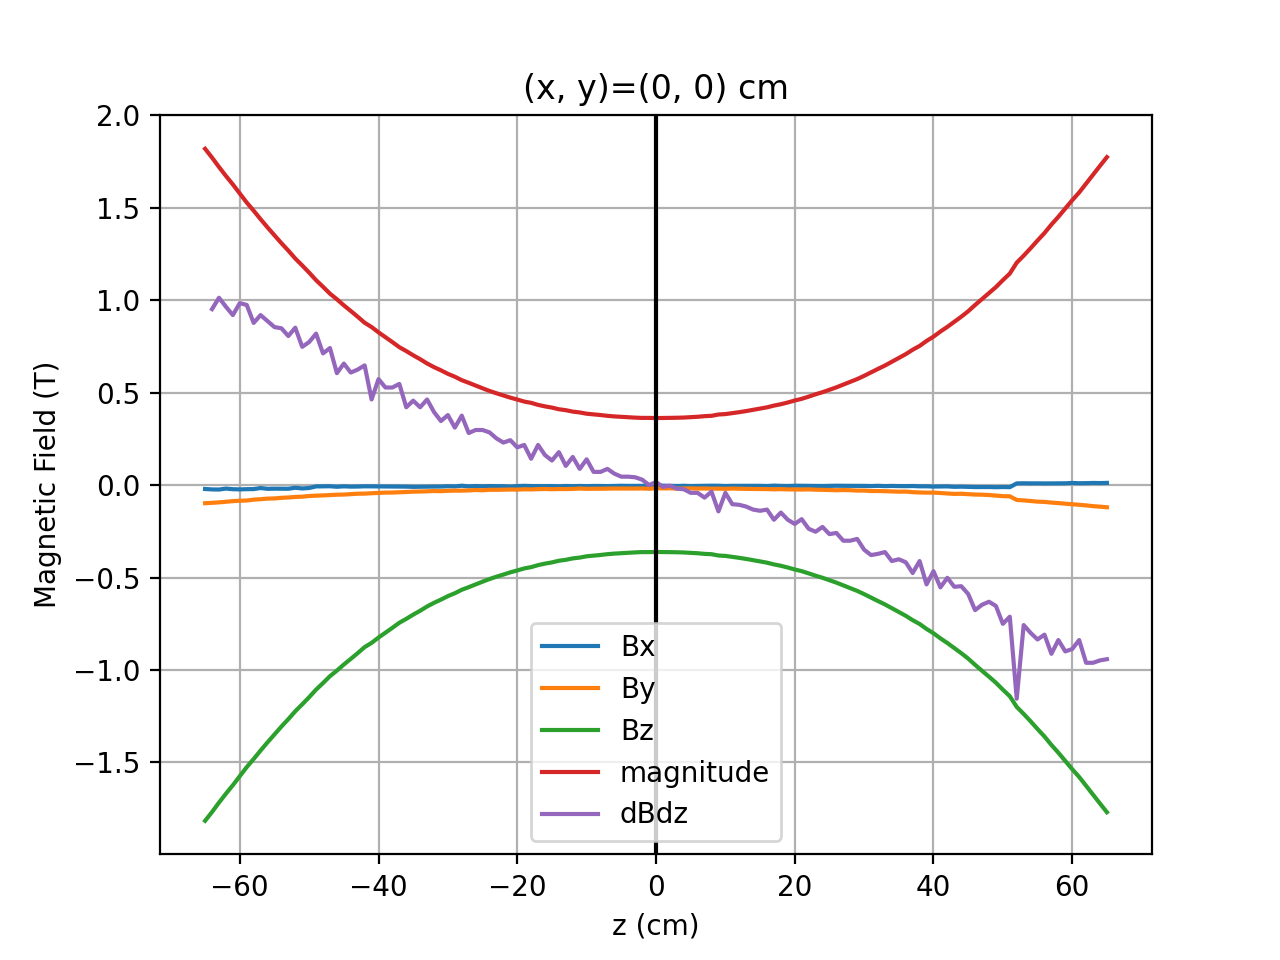 (x, y)=(0, 0) cm
2.0
1.5
1.0
0.5
0.0
−0.5
−1.0
−1.5
Magnetic Field (T)
Bx
By
Bz
magnitude
dBdz
−60 −40 −20 0 20 40 60
z (cm)